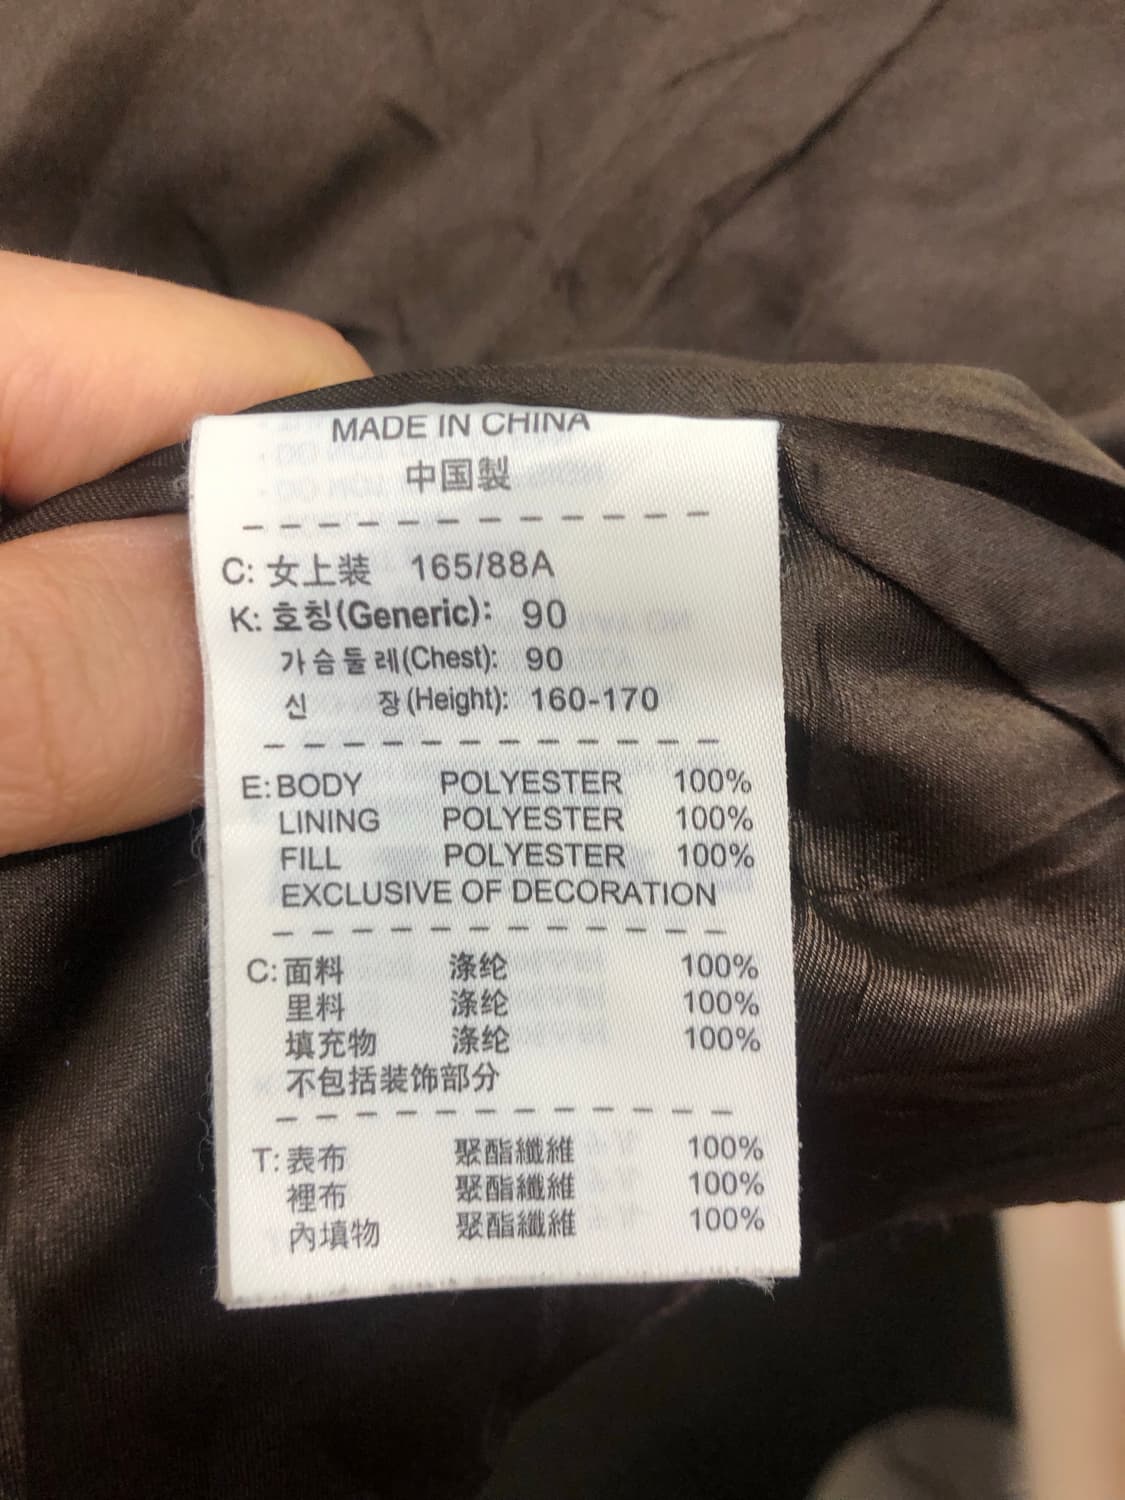 MADE IN CHINA
中国製
C: 女上装 165/88A
K: 호칭(Generic): 90
가슴둘레(Chest): 90
신 장(Height): 160-170
E: BODY POLYESTER 100%
LINING POLYESTER 100%
FILL POLYESTER 100%
EXCLUSIVE OF DECORATION
C: 面料 涤纶 100%
里料 涤纶 100%
填充物 涤纶 100%
不包括装饰部分
T: 表布 聚酯纖維 100%
裡布 聚酯纖維 100%
內填物 聚酯纖維 100%